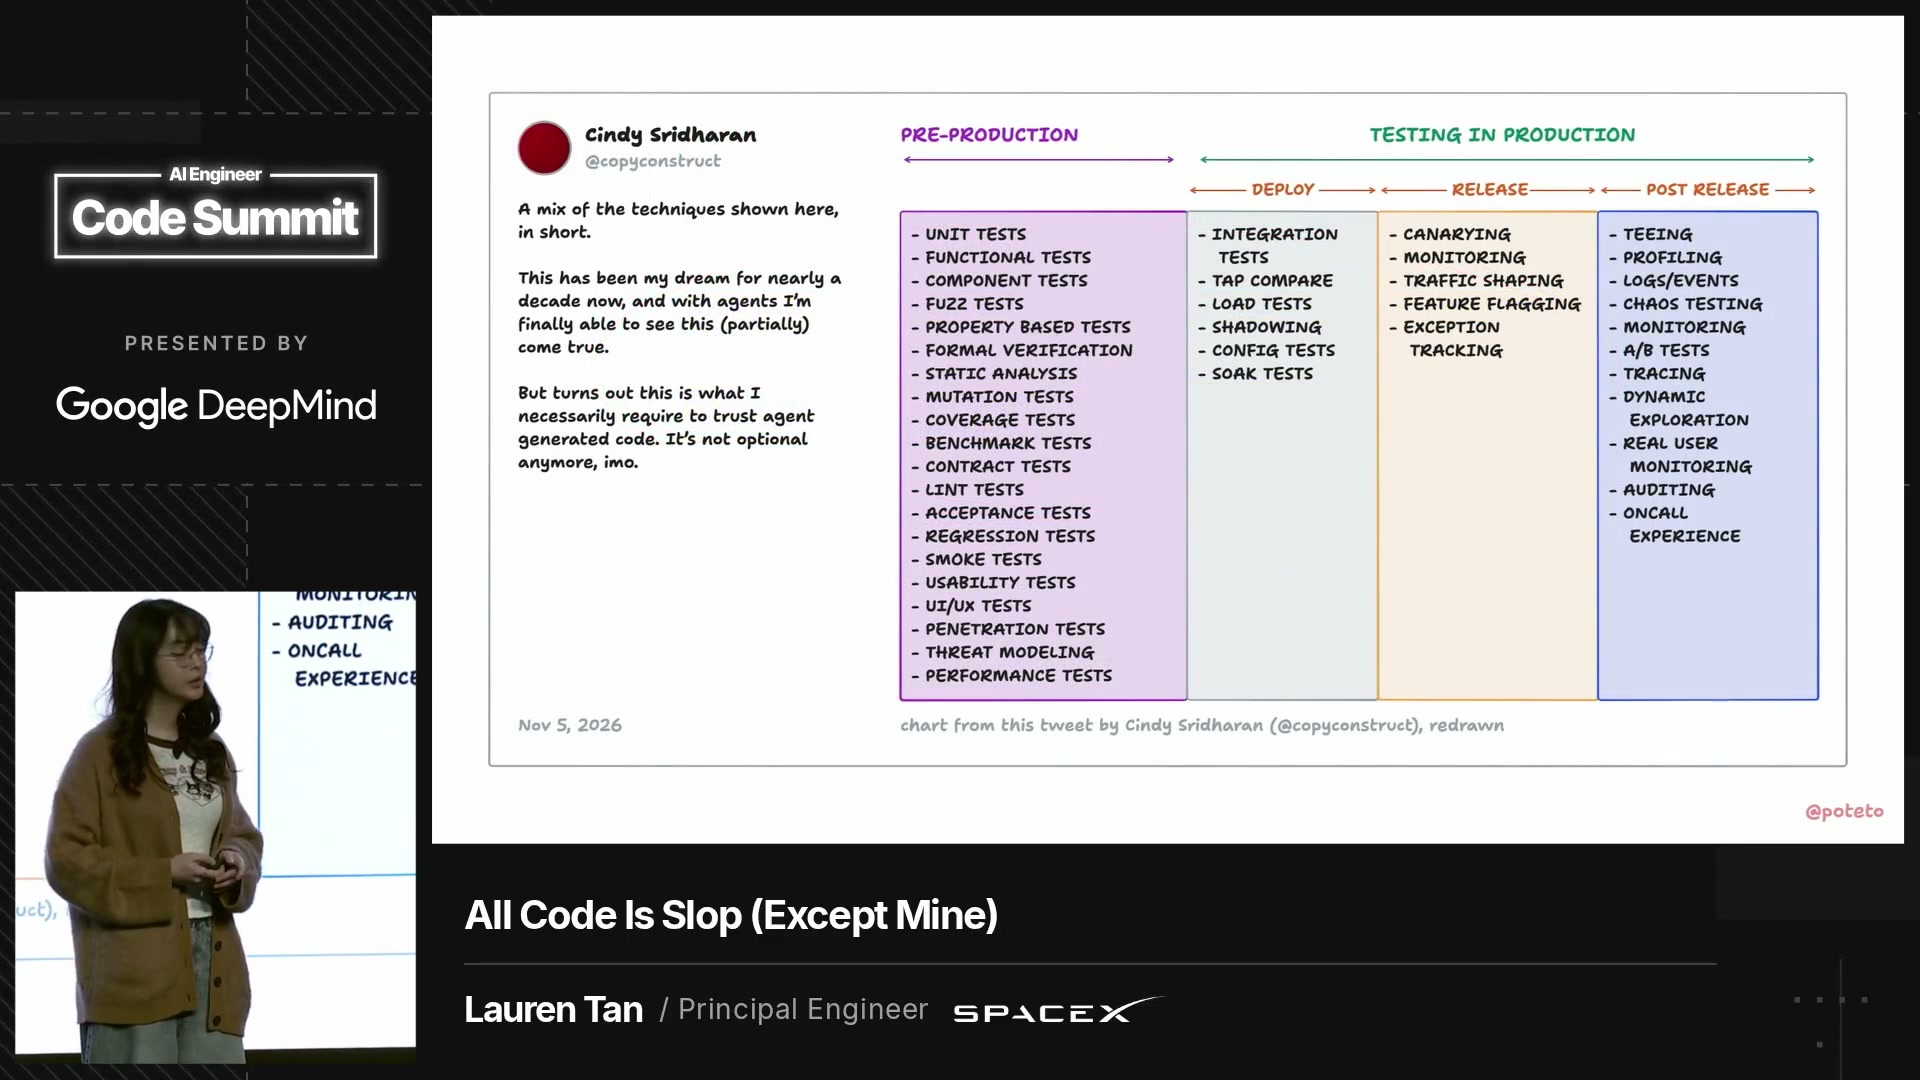 AI Engineer
Code Summit
PRESENTED BY
Google DeepMind
Cindy Sridharan
@copyconstruct
A mix of the techniques shown here,
in short.
This has been my dream for nearly a
decade now, and with agents I'm
finally able to see this (partially)
come true.
But turns out this is what I
necessarily require to trust agent
generated code. It's not optional
anymore, imo.
Nov 5, 2026
PRE-PRODUCTION
TESTING IN PRODUCTION
DEPLOY
RELEASE
POST RELEASE
- UNIT TESTS
- FUNCTIONAL TESTS
- COMPONENT TESTS
- FUZZ TESTS
- PROPERTY BASED TESTS
- FORMAL VERIFICATION
- STATIC ANALYSIS
- MUTATION TESTS
- COVERAGE TESTS
- BENCHMARK TESTS
- CONTRACT TESTS
- LINT TESTS
- ACCEPTANCE TESTS
- REGRESSION TESTS
- SMOKE TESTS
- USABILITY TESTS
- UI/UX TESTS
- PENETRATION TESTS
- THREAT MODELING
- PERFORMANCE TESTS
- INTEGRATION
TESTS
- TAP COMPARE
- LOAD TESTS
- SHADOWING
- CONFIG TESTS
- SOAK TESTS
- CANARYING
- MONITORING
- TRAFFIC SHAPING
- FEATURE FLAGGING
- EXCEPTION
TRACKING
- TEEING
- PROFILING
- LOGS/EVENTS
- CHAOS TESTING
- MONITORING
- A/B TESTS
- TRACING
- DYNAMIC
EXPLORATION
- REAL USER
MONITORING
- AUDITING
- ONCALL
EXPERIENCE
chart from this tweet by Cindy Sridharan (@copyconstruct), redrawn
@poteto
MONITORIN
- AUDITING
- ONCALL
EXPERIENCE
uct),
All Code Is Slop (Except Mine)
Lauren Tan / Principal Engineer SPACEX